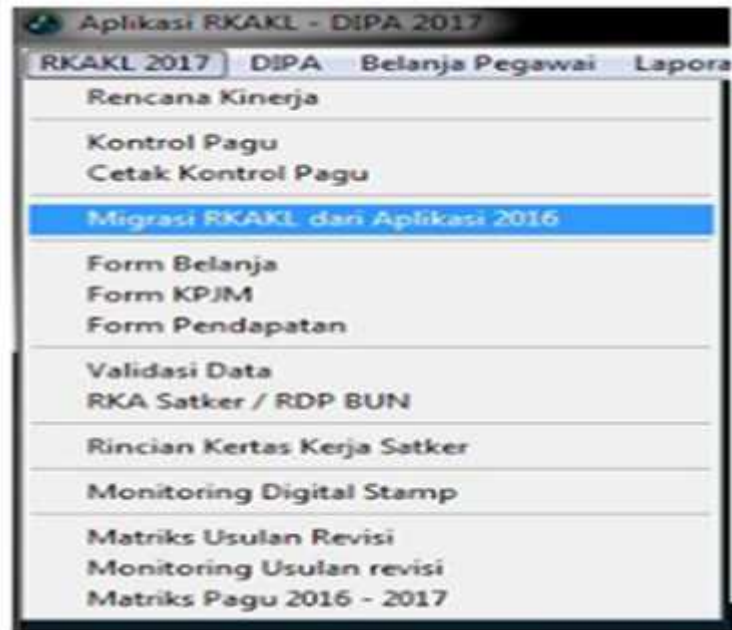 Aplikasi RKAKL - DIPA 2017
RKAKL 2017 DIPA Belanja Pegawai Lapora
Rencana Kinerja
Kontrol Pagu
Cetak Kontrol Pagu
Migrasi RKAKL dari Aplikasi 2016
Form Belanja
Form KPJM
Form Pendapatan
Validasi Data
RKA Satker / RDP BUN
Rincian Kertas Kerja Satker
Monitoring Digital Stamp
Matriks Usulan Revisi
Monitoring Usulan revisi
Matriks Pagu 2016 - 2017